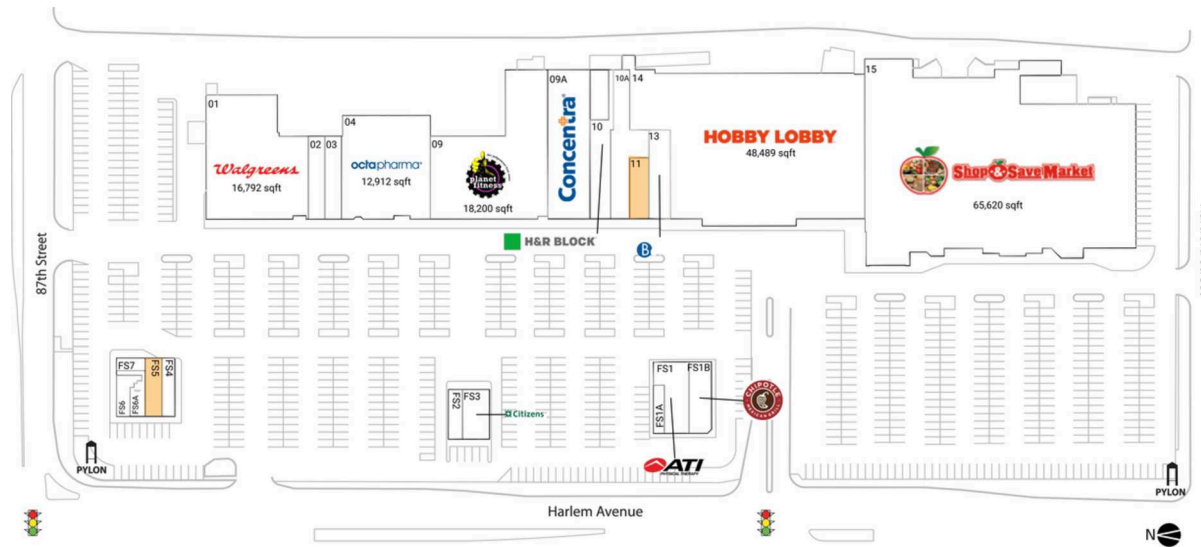 01
Walgreens
16,792 sqft
02
03
04
octapharma
12,912 sqft
09
planet fitness
18,200 sqft
09A
Concentra
10
10A
14
13
11
HOBBY LOBBY
48,489 sqft
15
Shop & Save Market
65,620 sqft
H&R BLOCK
B
87th Street
FS7
FS6
FS6A
FS5
FS4
FS2
FS3
Citizens
FS1
FS1B
FS1A
CHIPOTLE
MEXICAN GRILL
ATI
PHYSICAL THERAPY
PYLON
PYLON
Harlem Avenue
N